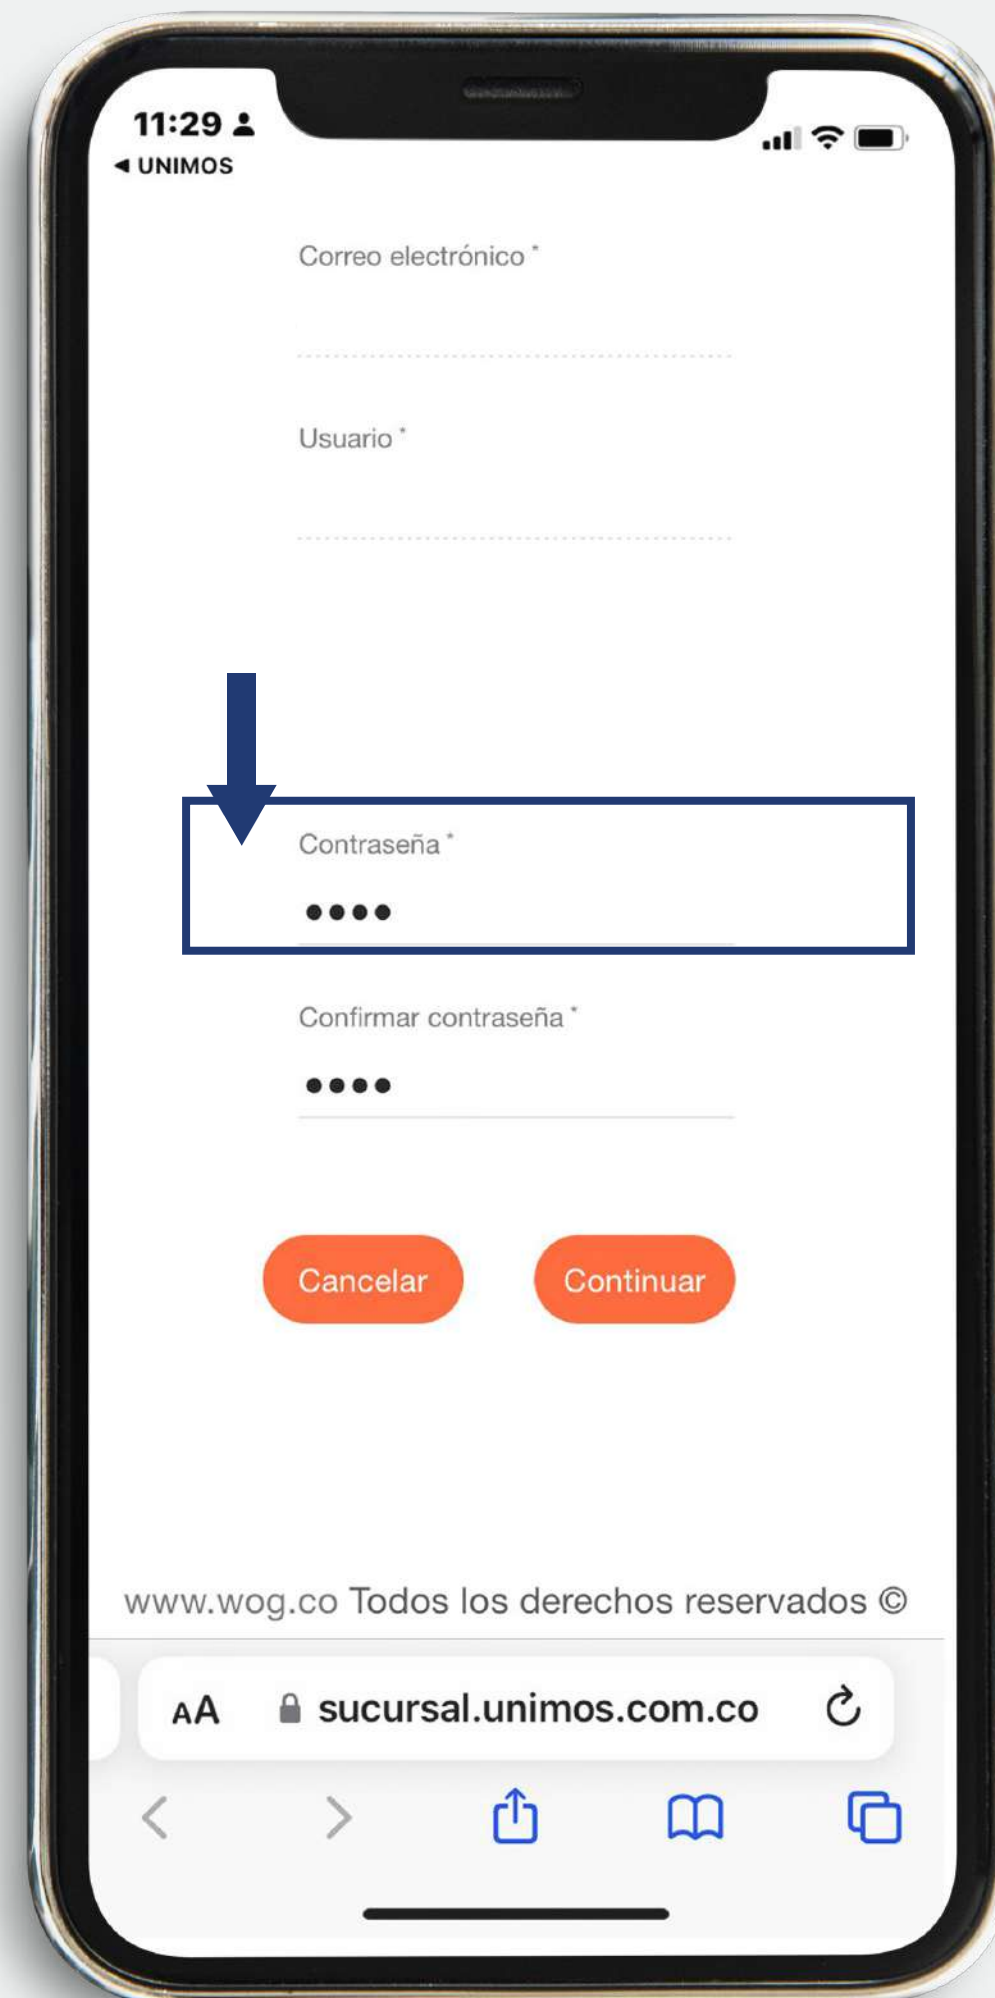 11:29
◀ UNIMOS
Correo electrónico *
Usuario *
Contraseña *
••••
Confirmar contraseña *
••••
Cancelar
Continuar
www.wog.co Todos los derechos reservados ©
AA
sucursal.unimos.com.co